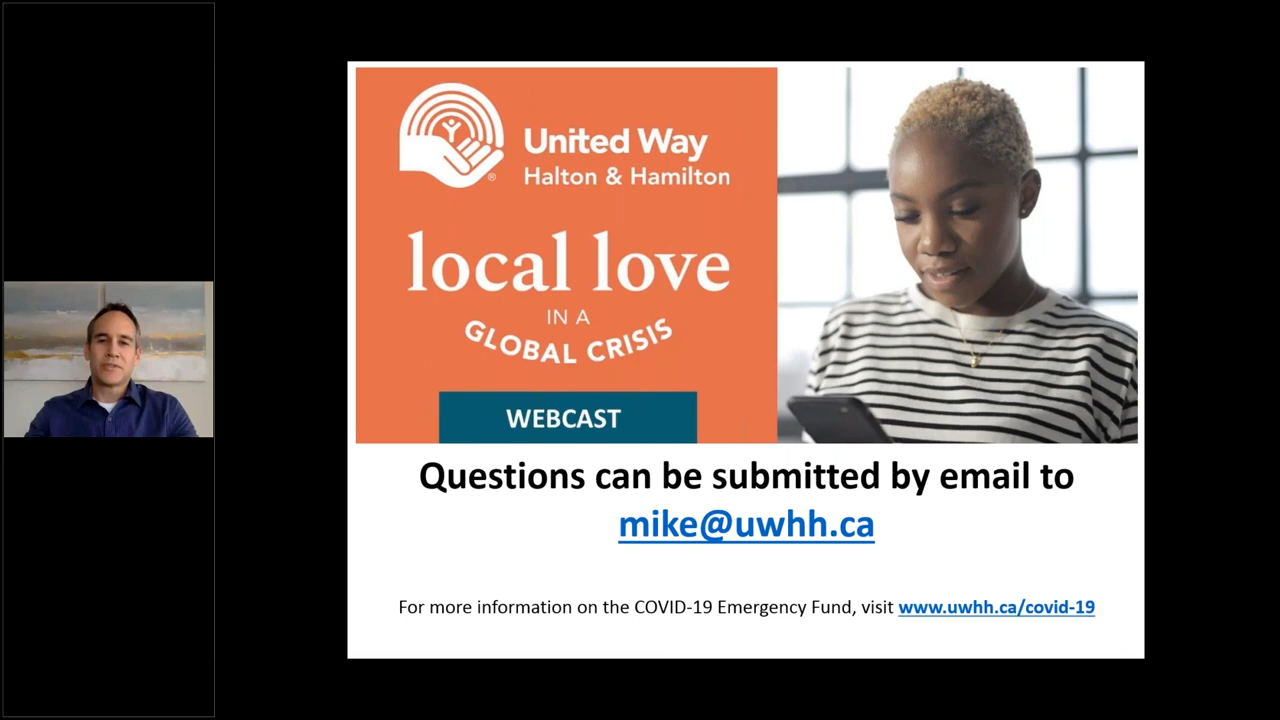 ®
United Way
Halton & Hamilton
local love
IN A
GLOBAL CRISIS
WEBCAST
Questions can be submitted by email to
mike@uwhh.ca
For more information on the COVID-19 Emergency Fund, visit www.uwhh.ca/covid-19